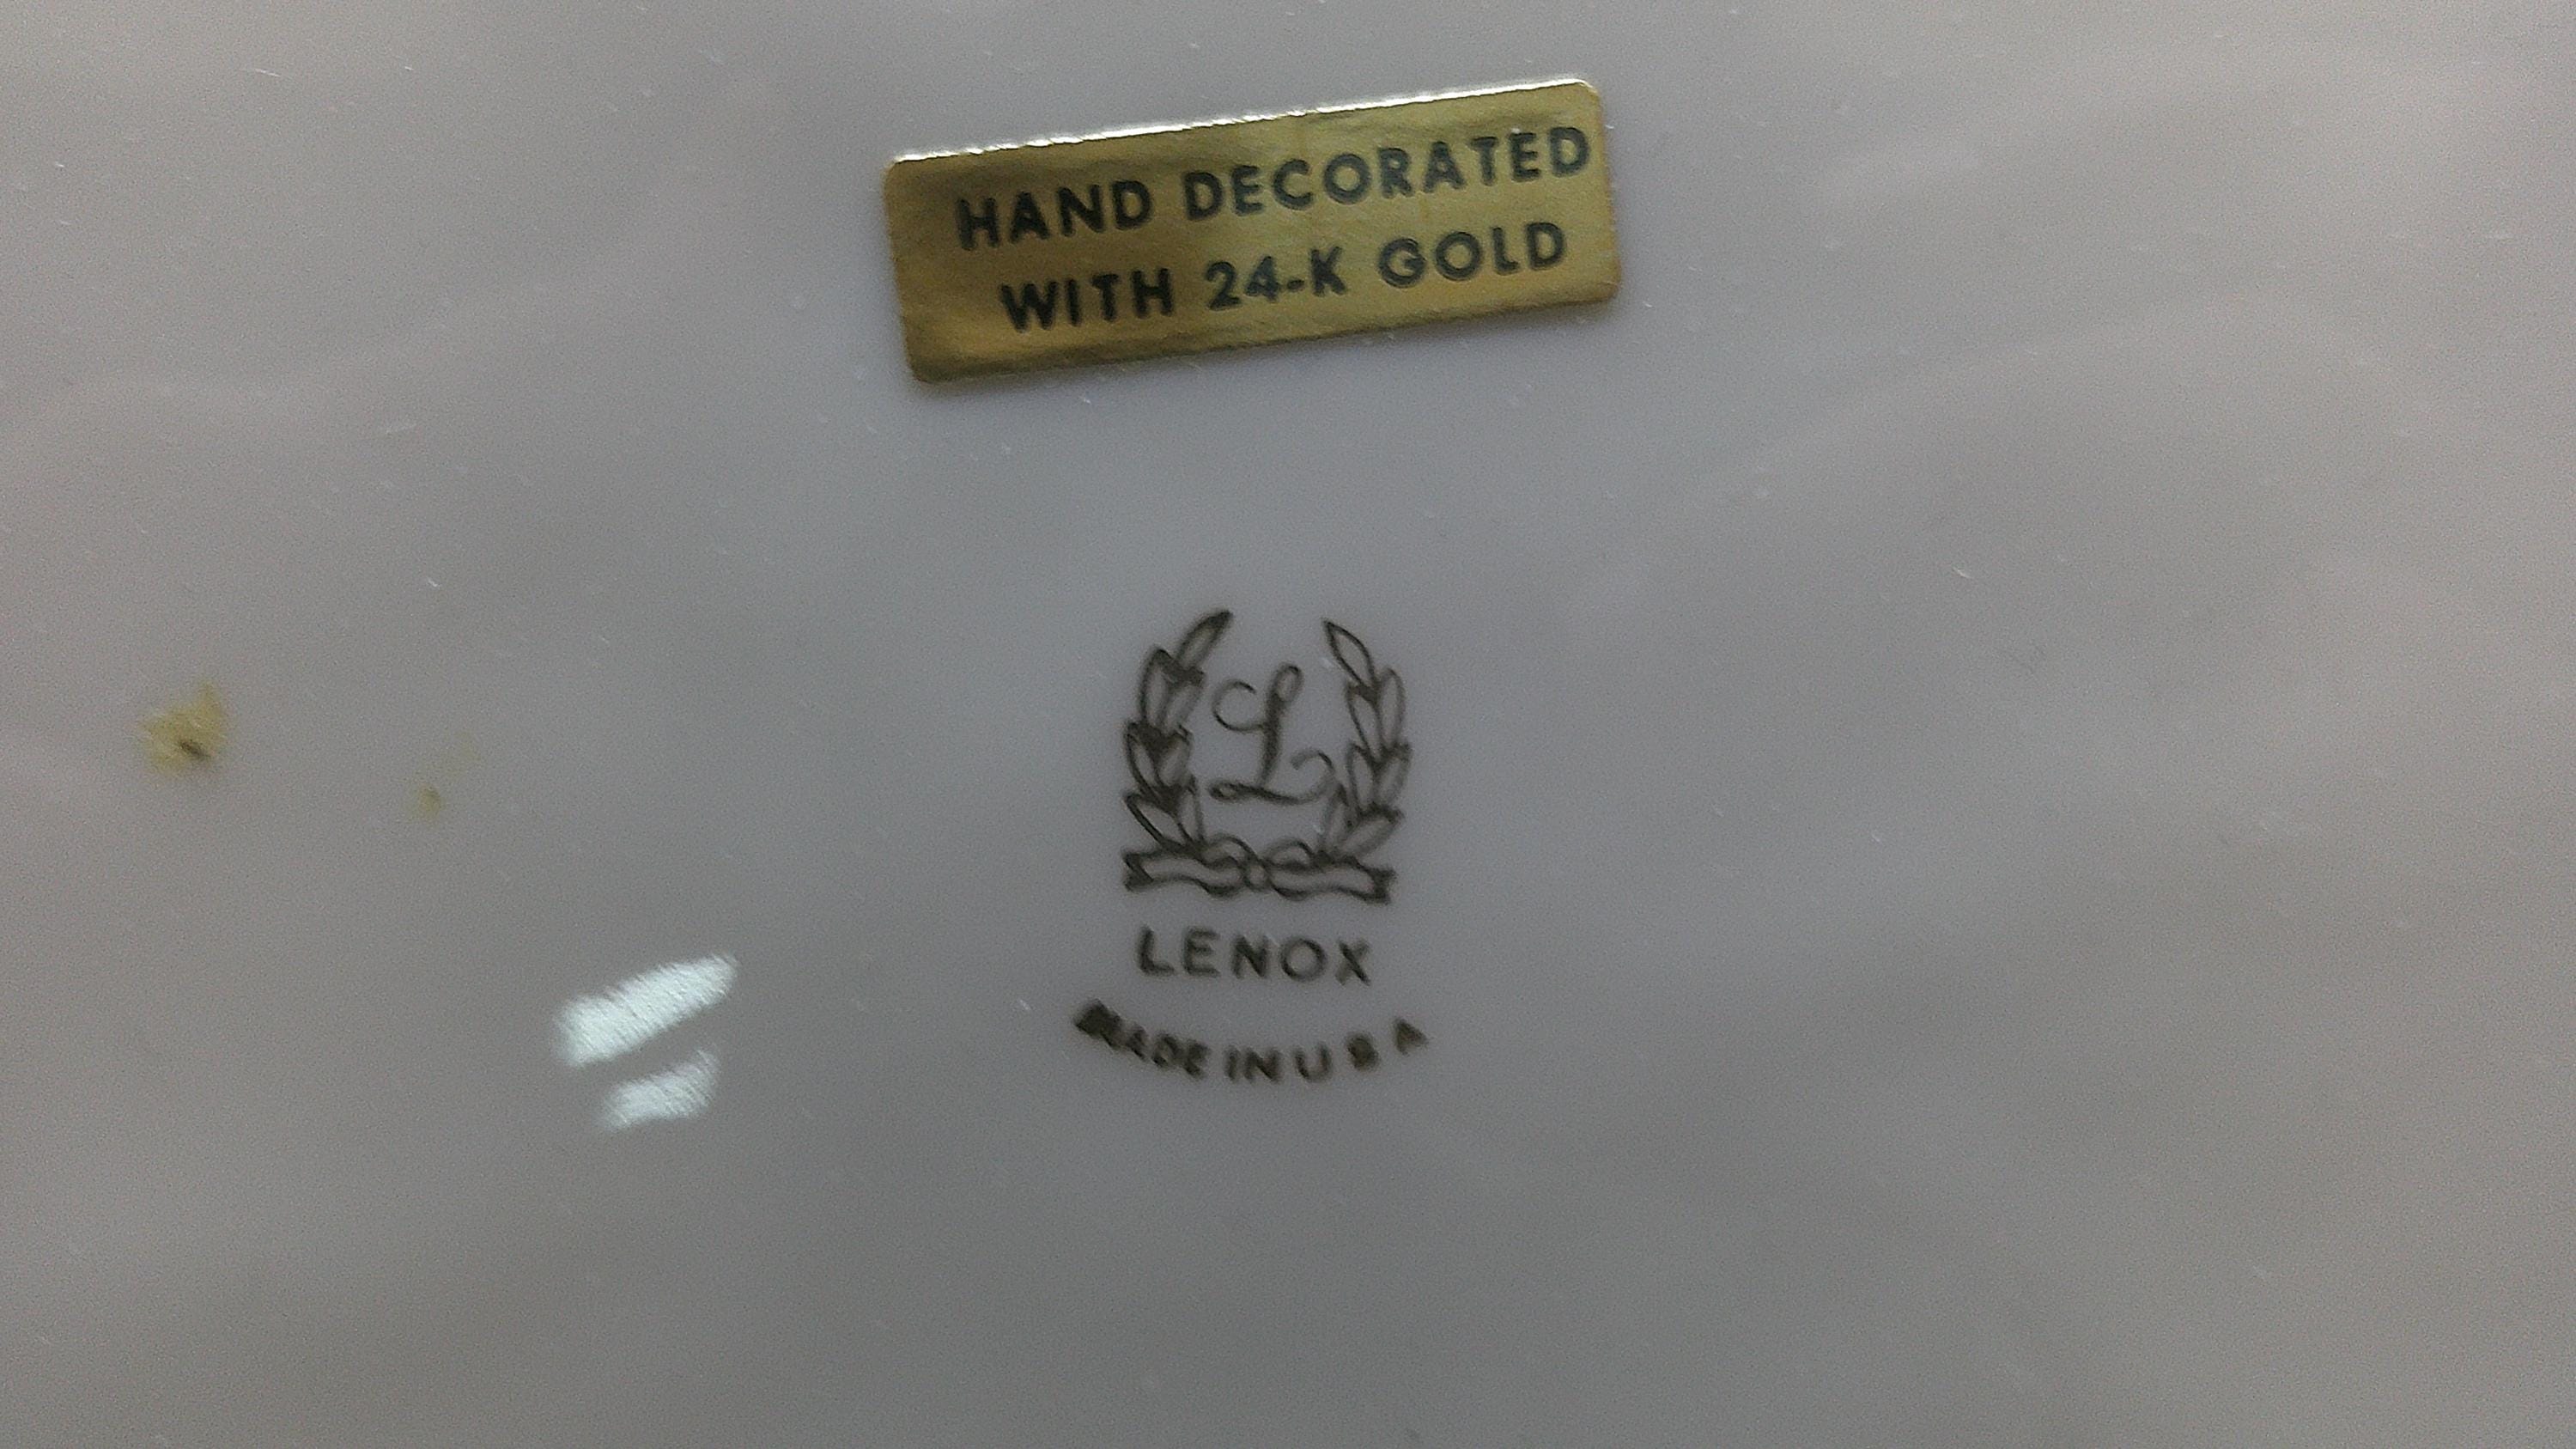 HAND DECORATED
WITH 24-K GOLD
L
LENOX
MADE IN U S A